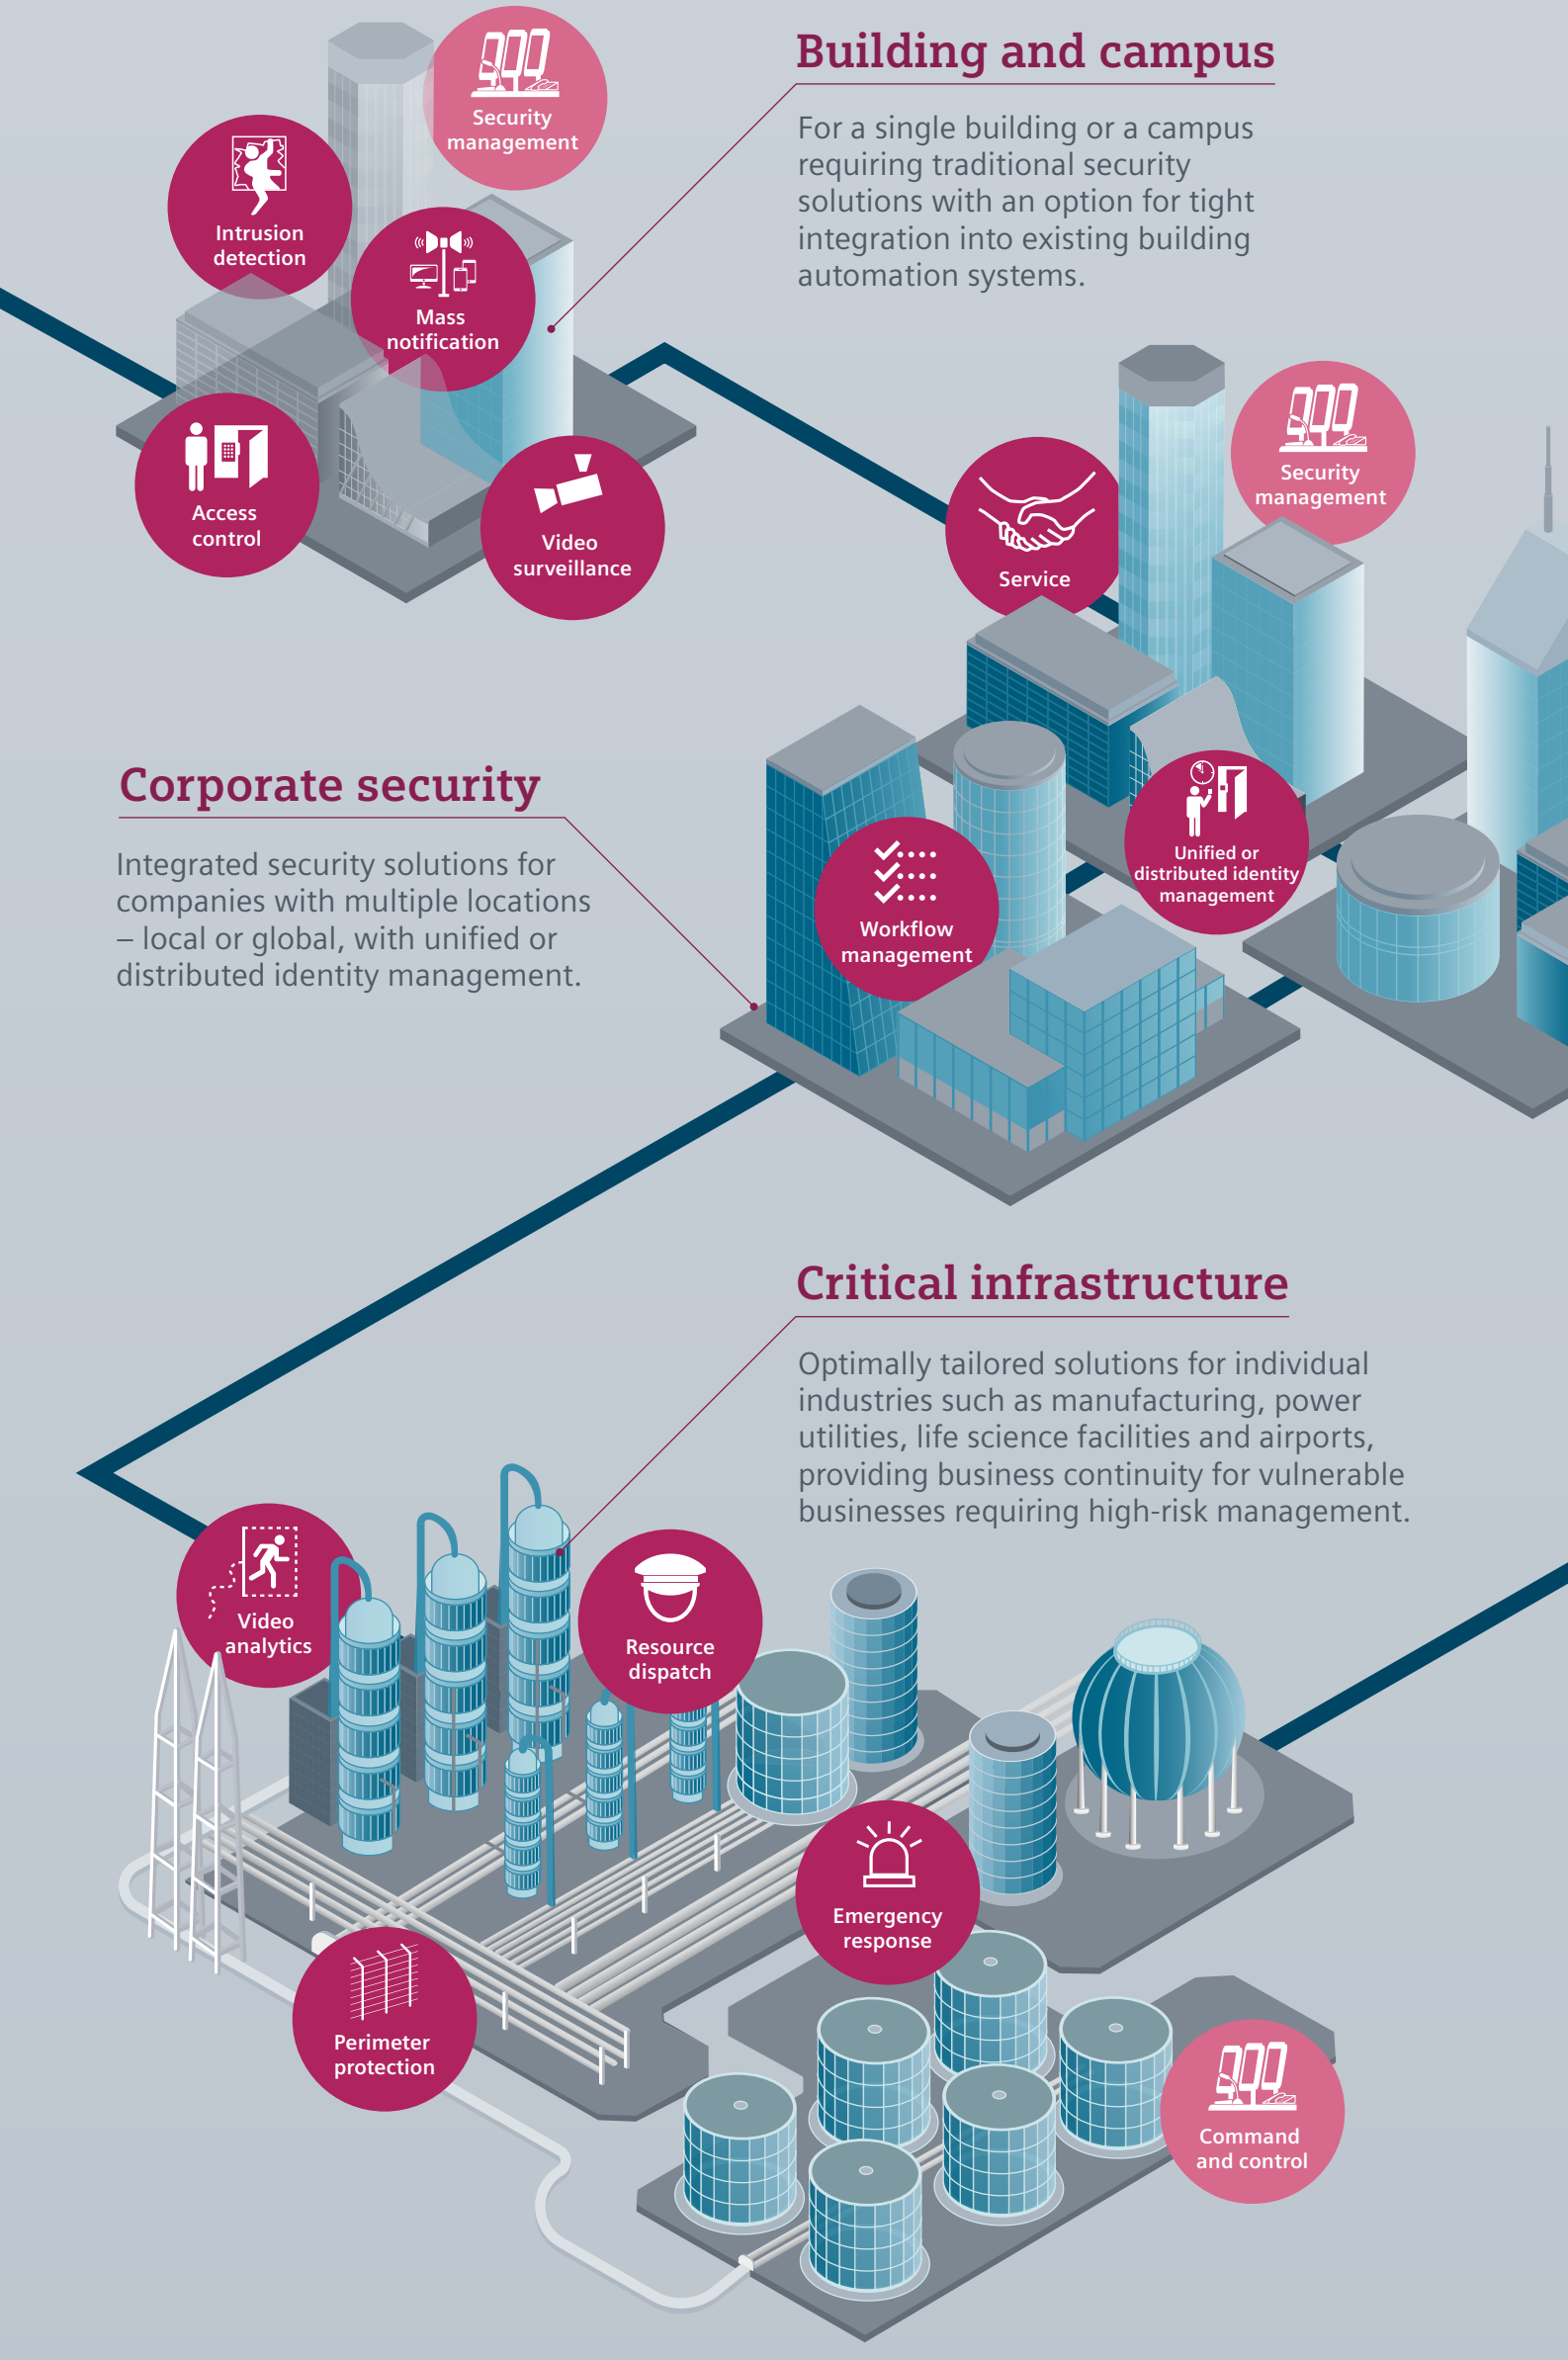 Building and campus
For a single building or a campus
requiring traditional security
solutions with an option for tight
integration into existing building
automation systems.
Security
management
Intrusion
detection
Mass
notification
Access
control
Video
surveillance
Security
management
Service
Unified or
distributed identity
management
Workflow
management
Corporate security
Integrated security solutions for
companies with multiple locations
– local or global, with unified or
distributed identity management.
Critical infrastructure
Optimally tailored solutions for individual
industries such as manufacturing, power
utilities, life science facilities and airports,
providing business continuity for vulnerable
businesses requiring high-risk management.
Video
analytics
Resource
dispatch
Emergency
response
Perimeter
protection
Command
and control